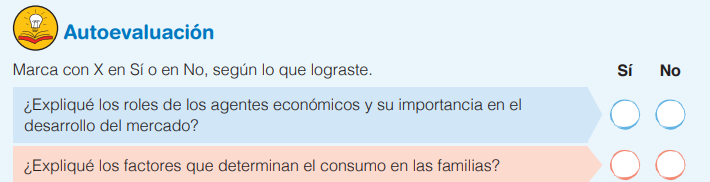 Autoevaluación
Marca con X en Sí o en No, según lo que lograste.
Sí No
¿Expliqué los roles de los agentes económicos y su importancia en el
desarrollo del mercado?
¿Expliqué los factores que determinan el consumo en las familias?